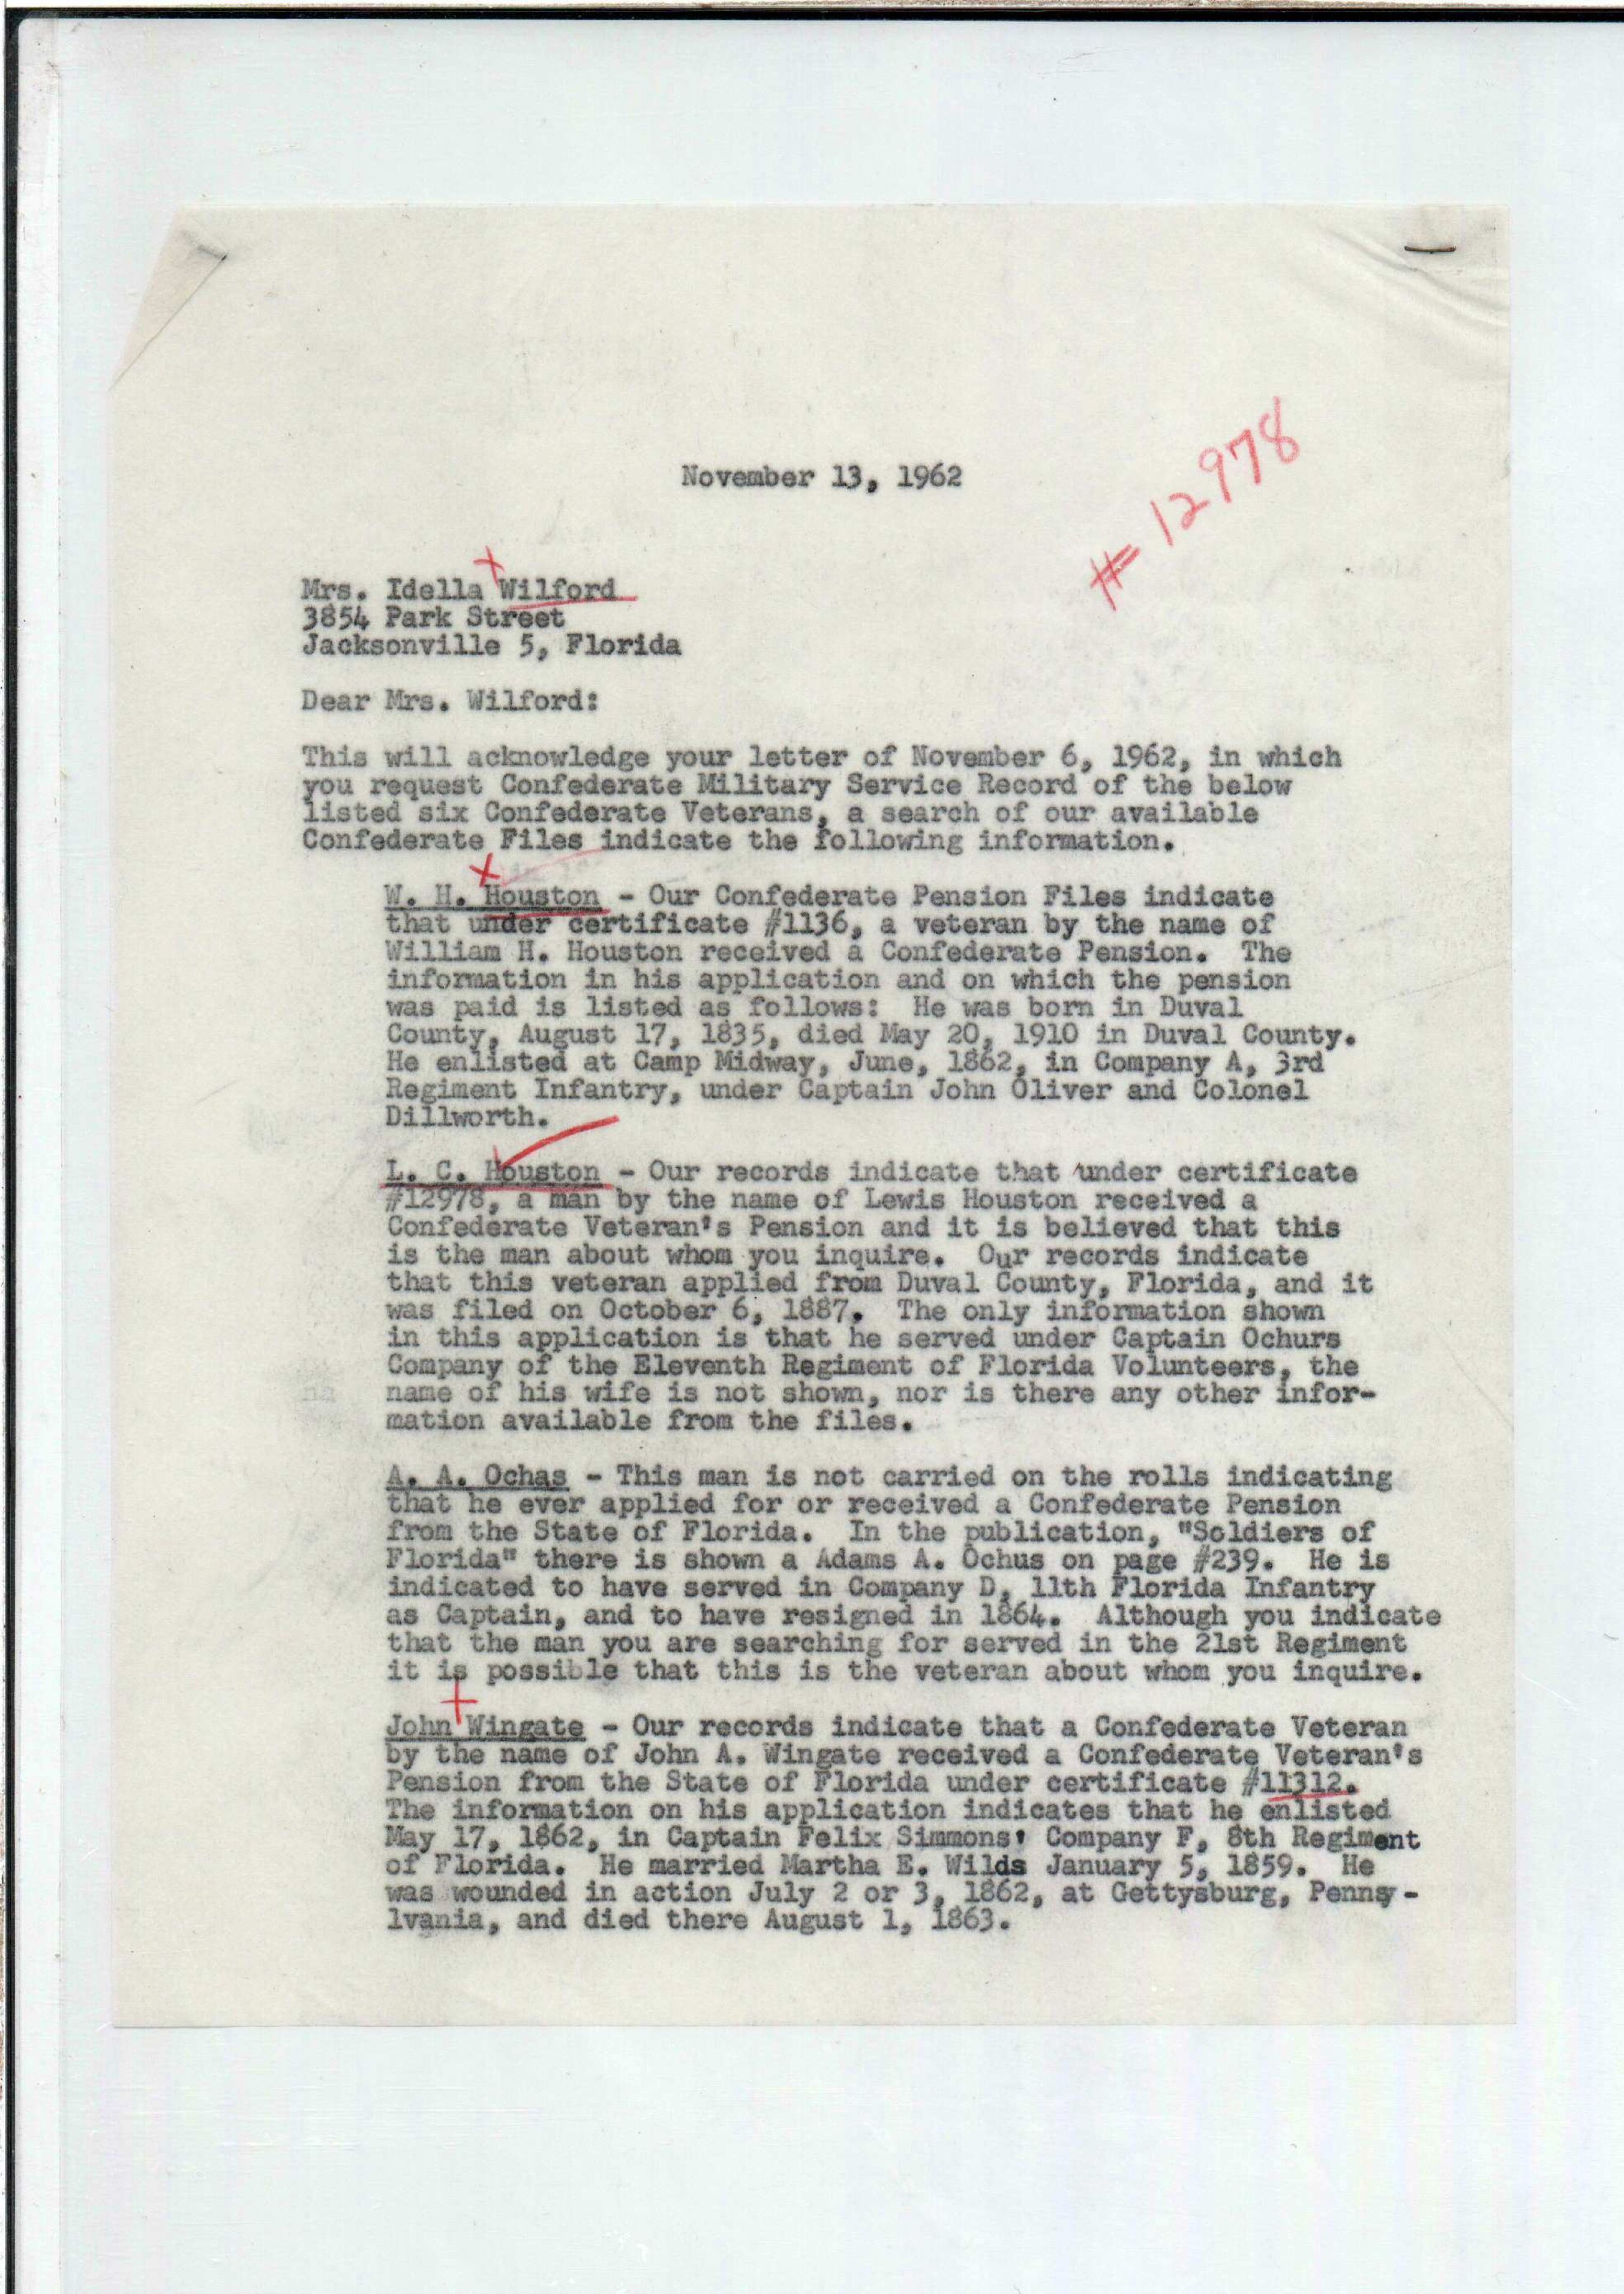 # 12978
November 13, 1962
Mrs. Idella Wilford
3854 Park Street
Jacksonville 5, Florida
Dear Mrs. Wilford:
This will acknowledge your letter of November 6, 1962, in which
you request Confederate Military Service Record of the below
listed six Confederate Veterans, a search of our available
Confederate Files indicate the following information.
W. H. Houston - Our Confederate Pension Files indicate
that under certificate #1136, a veteran by the name of
William H. Houston received a Confederate Pension. The
information in his application and on which the pension
was paid is listed as follows: He was born in Duval
County, August 17, 1835, died May 20, 1910 in Duval County.
He enlisted at Camp Midway, June, 1862, in Company A, 3rd
Regiment Infantry, under Captain John Oliver and Colonel
Dillworth.
L. C. Houston - Our records indicate that under certificate
#12978, a man by the name of Lewis Houston received a
Confederate Veteran's Pension and it is believed that this
is the man about whom you inquire. Our records indicate
that this veteran applied from Duval County, Florida, and it
was filed on October 6, 1887. The only information shown
in this application is that he served under Captain Ochurs
Company of the Eleventh Regiment of Florida Volunteers, the
name of his wife is not shown, nor is there any other infor-
mation available from the files.
A. A. Ochas - This man is not carried on the rolls indicating
that he ever applied for or received a Confederate Pension
from the State of Florida. In the publication, "Soldiers of
Florida" there is shown a Adams A. Ochus on page #239. He is
indicated to have served in Company D, 11th Florida Infantry
as Captain, and to have resigned in 1864. Although you indicate
that the man you are searching for served in the 21st Regiment
it is possible that this is the veteran about whom you inquire.
John Wingate - Our records indicate that a Confederate Veteran
by the name of John A. Wingate received a Confederate Veteran's
Pension from the State of Florida under certificate #11312.
The information on his application indicates that he enlisted
May 17, 1862, in Captain Felix Simmons' Company F, 8th Regiment
of Florida. He married Martha E. Wilds January 5, 1859. He
was wounded in action July 2 or 3, 1862, at Gettysburg, Pennsy-
lvania, and died there August 1, 1863.